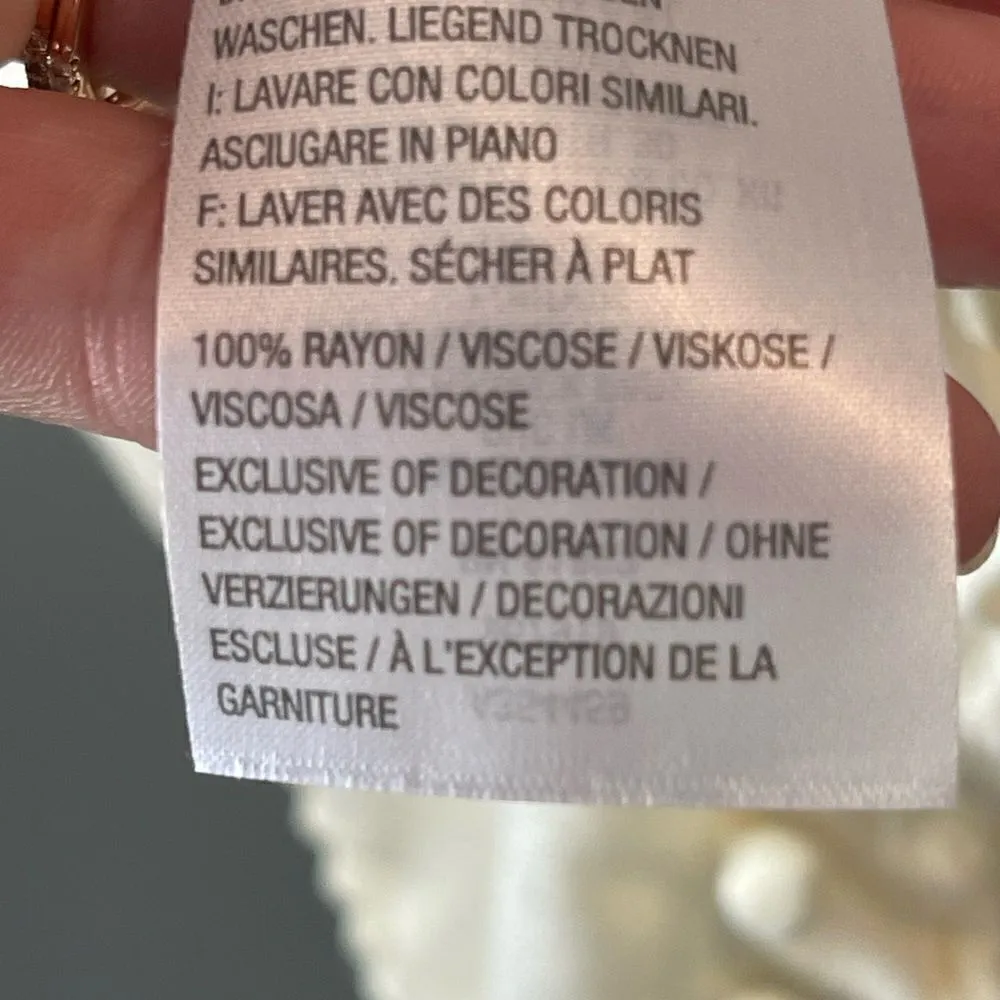 WASCHEN. LIEGEND TROCKNEN
I: LAVARE CON COLORI SIMILARI.
ASCIUGARE IN PIANO
F: LAVER AVEC DES COLORIS
SIMILAIRES. SÉCHER À PLAT
100% RAYON / VISCOSE / VISKOSE /
VISCOSA / VISCOSE
EXCLUSIVE OF DECORATION /
EXCLUSIVE OF DECORATION / OHNE
VERZIERUNGEN / DECORAZIONI
ESCLUSE / À L'EXCEPTION DE LA
GARNITURE